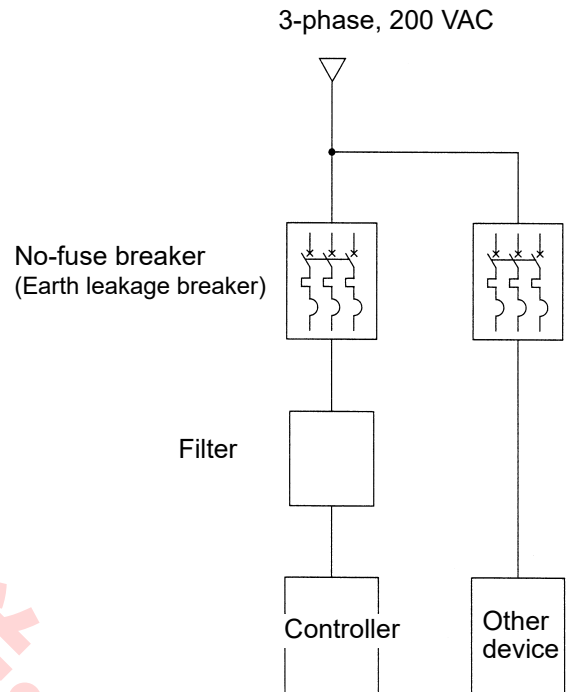 3-phase, 200 VAC
No-fuse breaker
(Earth leakage breaker)
Filter
Controller
Other
device